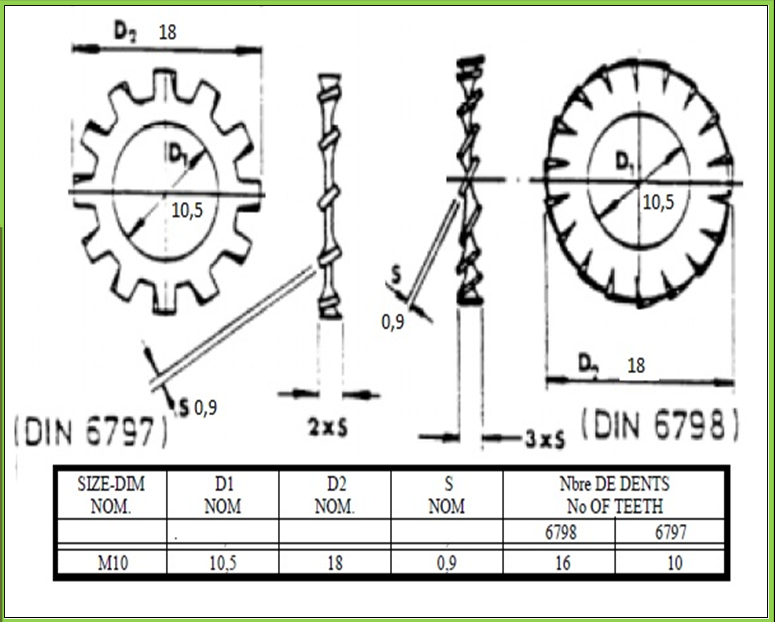 D2 18
D1
10,5
S 0,9
2xS
(DIN 6797)
S
0,9
3xS
D1
10,5
D2 18
(DIN 6798)
SIZE-DIM NOM. D1 NOM D2 NOM. S NOM Nbre DE DENTS
No OF TEETH
6798 6797
M10 10,5 18 0,9 16 10